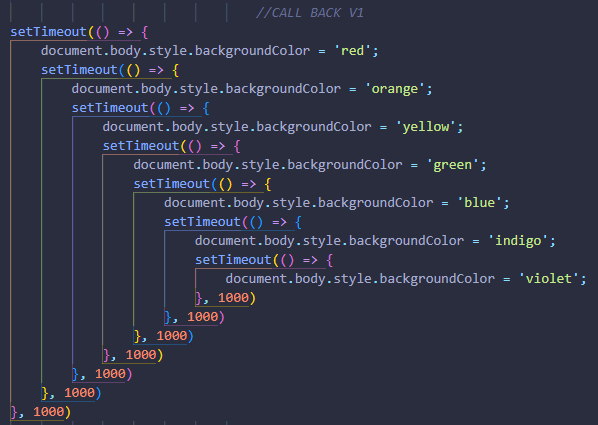 //CALL BACK V1
setTimeout(() => {
    document.body.style.backgroundColor = 'red';
    setTimeout(() => {
        document.body.style.backgroundColor = 'orange';
        setTimeout(() => {
            document.body.style.backgroundColor = 'yellow';
            setTimeout(() => {
                document.body.style.backgroundColor = 'green';
                setTimeout(() => {
                    document.body.style.backgroundColor = 'blue';
                    setTimeout(() => {
                        document.body.style.backgroundColor = 'indigo';
                        setTimeout(() => {
                            document.body.style.backgroundColor = 'violet';
                        }, 1000)
                    }, 1000)
                }, 1000)
            }, 1000)
        }, 1000)
    }, 1000)
}, 1000)